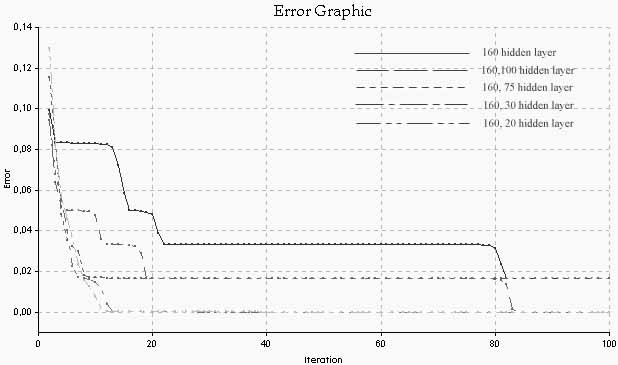 Error Graphic
0,14
0,12
0,10
0,08
0,06
0,04
0,02
0,00
Error
160 hidden layer
160,100 hidden layer
160, 75 hidden layer
160, 30 hidden layer
160, 20 hidden layer
0 20 40 60 80 100
Iteration